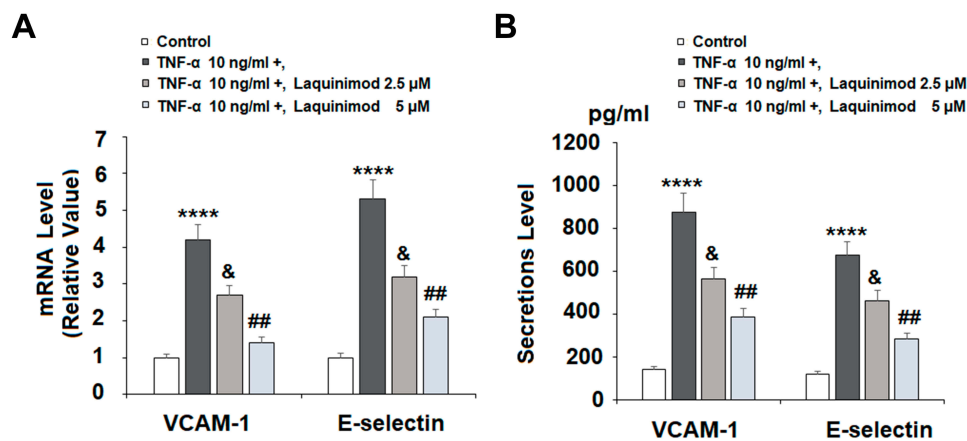 A
Control
TNF-α 10 ng/ml +,
TNF-α 10 ng/ml +, Laquinimod 2.5 μM
TNF-α 10 ng/ml +, Laquinimod 5 μM
mRNA Level
(Relative Value)
7
6
5
4
3
2
1
0
****
&
##
****
&
##
VCAM-1
E-selectin
B
Control
TNF-α 10 ng/ml +,
TNF-α 10 ng/ml +, Laquinimod 2.5 μM
TNF-α 10 ng/ml +, Laquinimod 5 μM
pg/ml
Secretions Level
1200
1000
800
600
400
200
0
****
&
##
****
&
##
VCAM-1
E-selectin